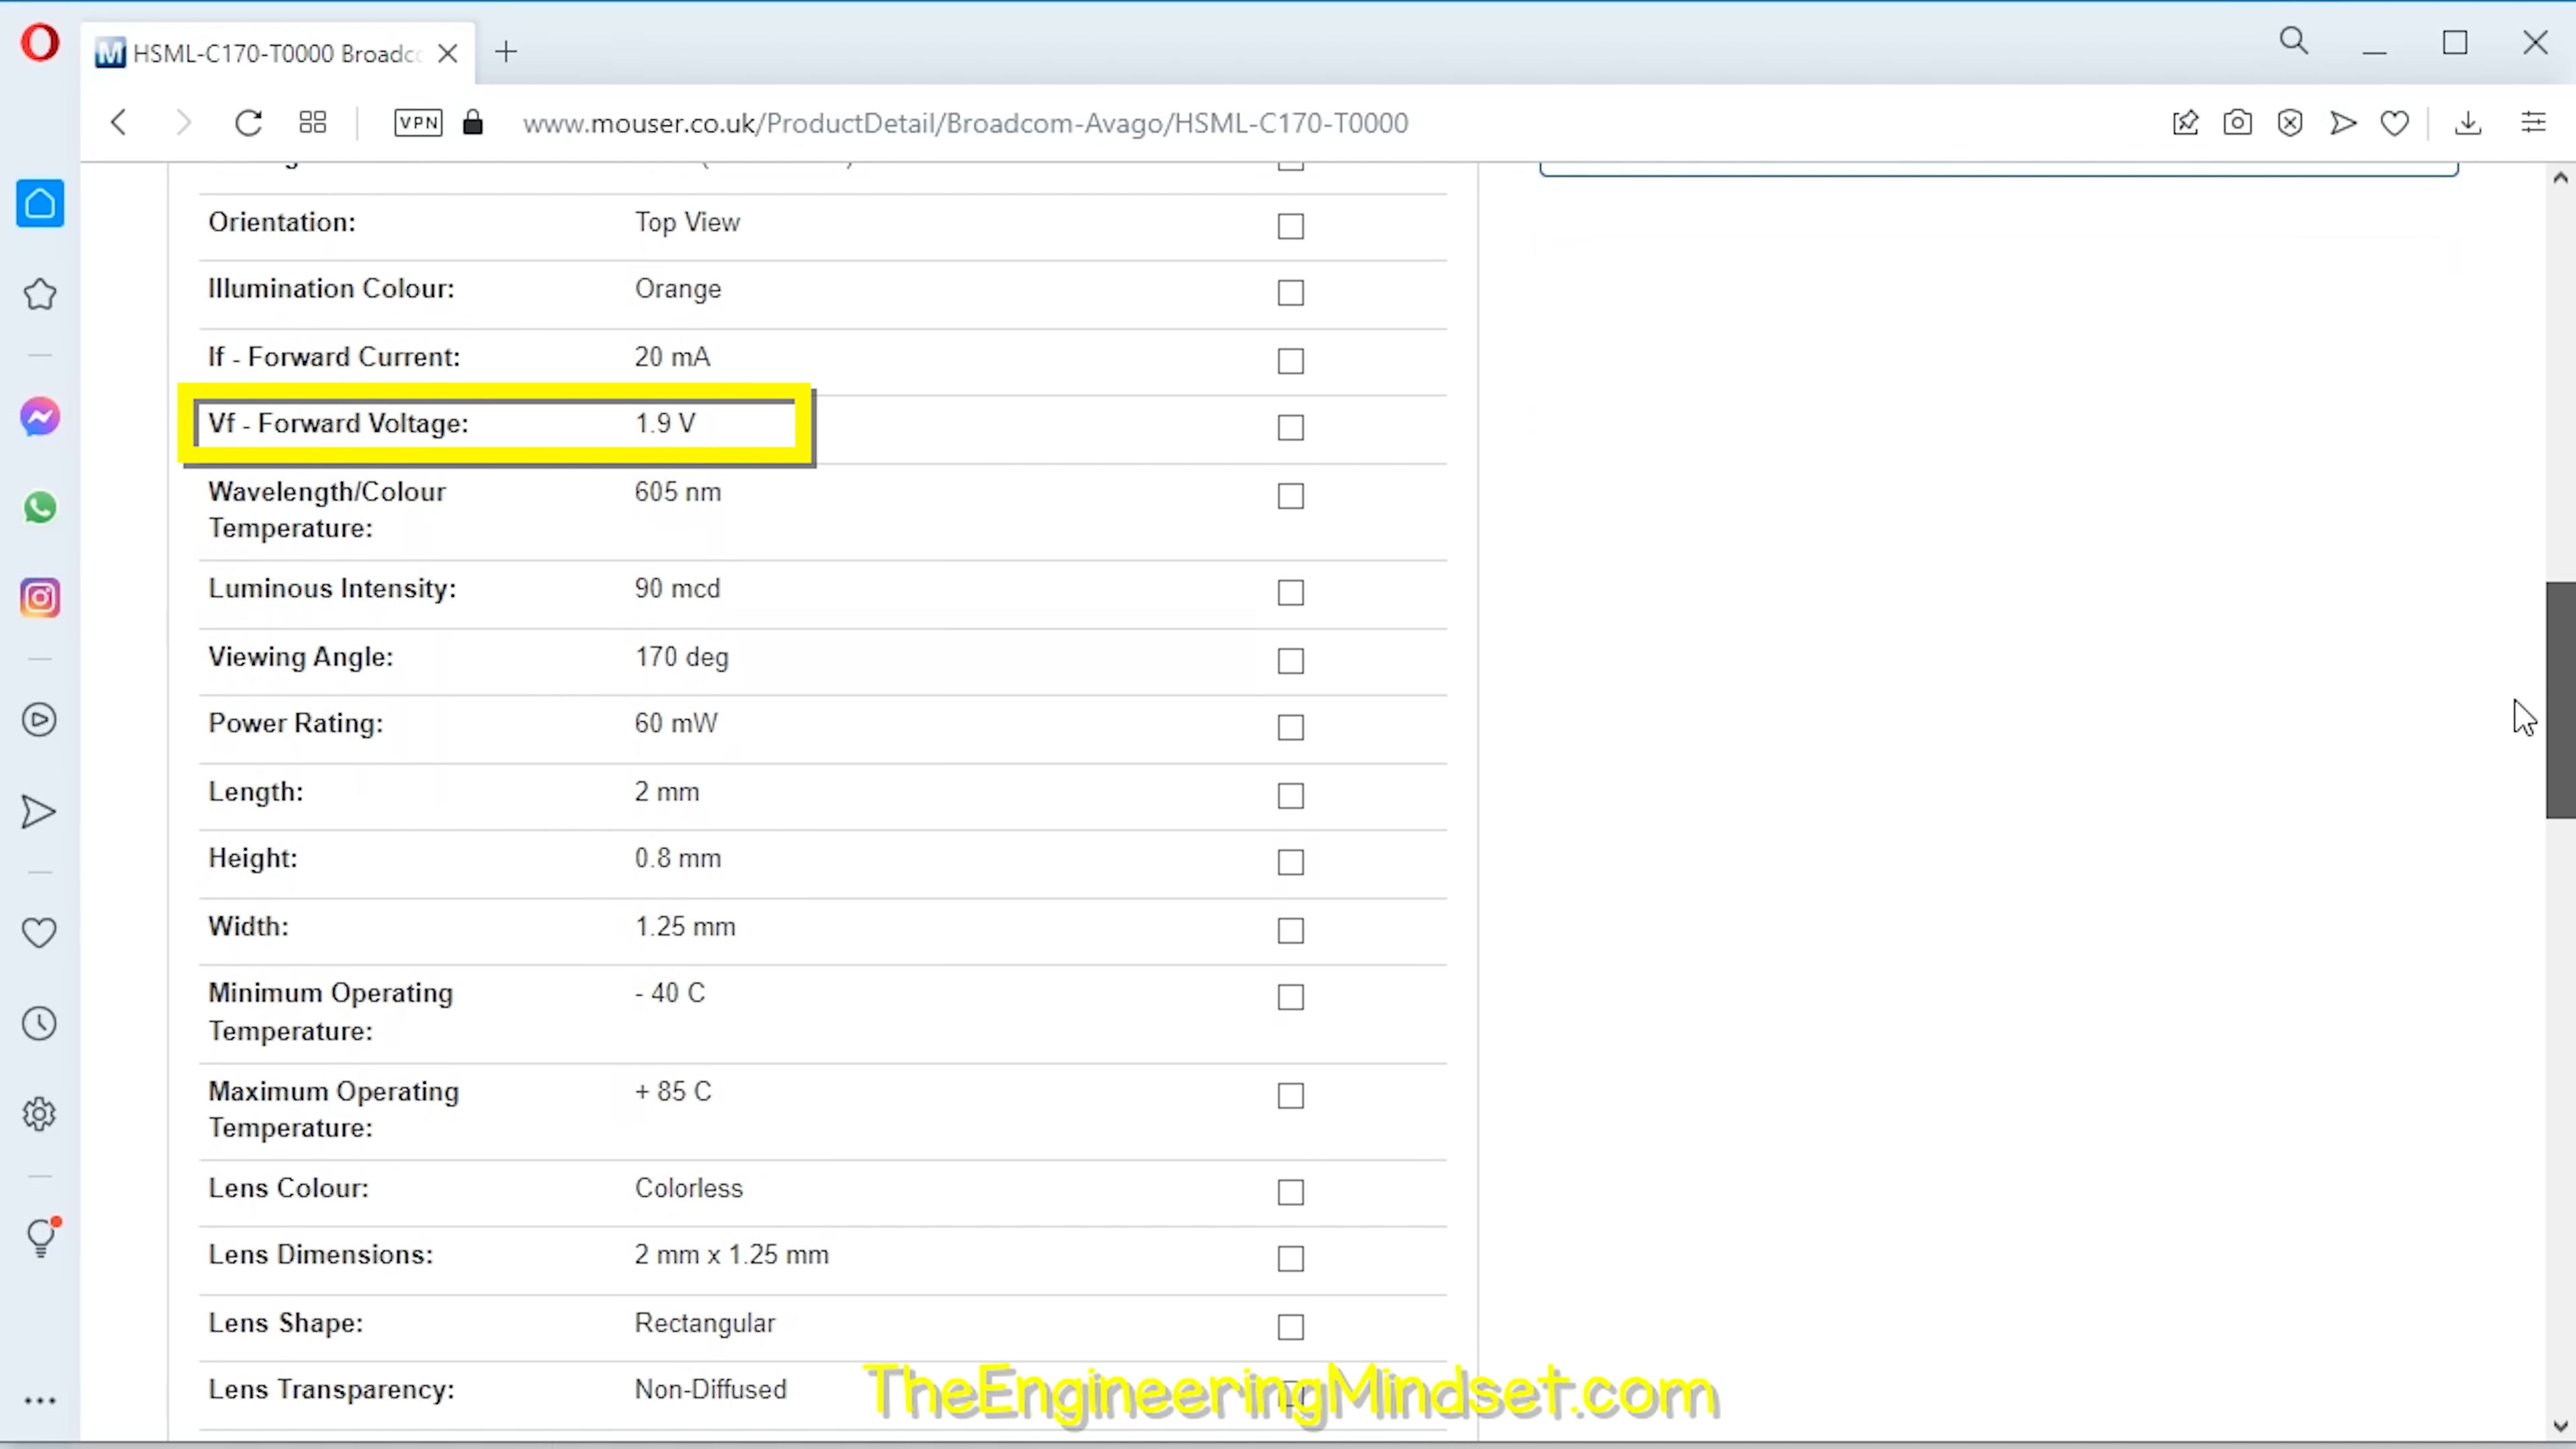 HSML-C170-T0000 Broadcc
VPN
www.mouser.co.uk/ProductDetail/Broadcom-Avago/HSML-C170-T0000
Orientation: Top View
Illumination Colour: Orange
If - Forward Current: 20 mA
Vf - Forward Voltage: 1.9 V
Wavelength/Colour 605 nm
Temperature:
Luminous Intensity: 90 mcd
Viewing Angle: 170 deg
Power Rating: 60 mW
Length: 2 mm
Height: 0.8 mm
Width: 1.25 mm
Minimum Operating - 40 C
Temperature:
Maximum Operating + 85 C
Temperature:
Lens Colour: Colorless
Lens Dimensions: 2 mm x 1.25 mm
Lens Shape: Rectangular
Lens Transparency: Non-Diffused
TheEngineeringMindset.com